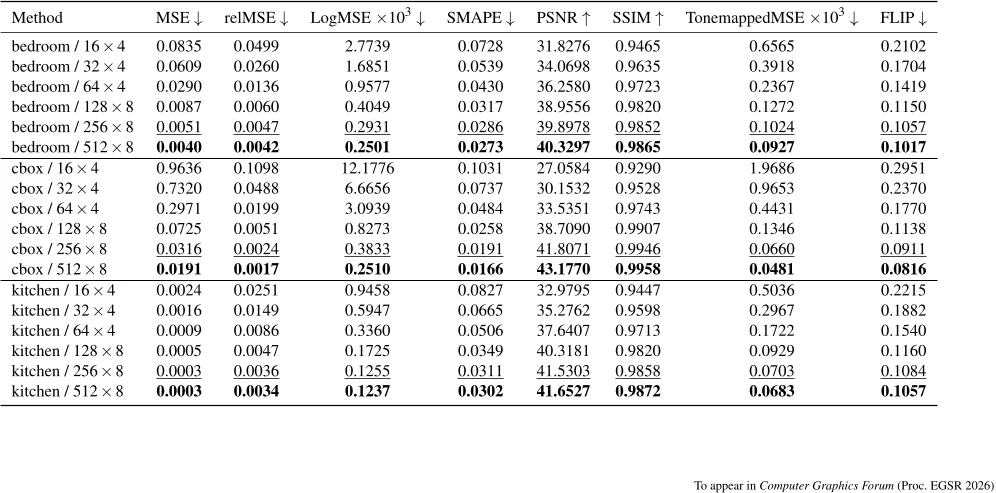 Method MSE ↓ relMSE ↓ LogMSE ×10³ ↓ SMAPE ↓ PSNR ↑ SSIM ↑ TonemappedMSE ×10³ ↓ FLIP ↓
bedroom / 16 × 4 0.0835 0.0499 2.7739 0.0728 31.8276 0.9465 0.6565 0.2102
bedroom / 32 × 4 0.0609 0.0260 1.6851 0.0539 34.0698 0.9635 0.3918 0.1704
bedroom / 64 × 4 0.0290 0.0136 0.9577 0.0430 36.2580 0.9723 0.2367 0.1419
bedroom / 128 × 8 0.0087 0.0060 0.4049 0.0317 38.9556 0.9820 0.1272 0.1150
bedroom / 256 × 8 0.0051 0.0047 0.2931 0.0286 39.8978 0.9852 0.1024 0.1057
bedroom / 512 × 8 0.0040 0.0042 0.2501 0.0273 40.3297 0.9865 0.0927 0.1017
cbox / 16 × 4 0.9636 0.1098 12.1776 0.1031 27.0584 0.9290 1.9686 0.2951
cbox / 32 × 4 0.7320 0.0488 6.6656 0.0737 30.1532 0.9528 0.9653 0.2370
cbox / 64 × 4 0.2971 0.0199 3.0939 0.0484 33.5351 0.9743 0.4431 0.1770
cbox / 128 × 8 0.0725 0.0051 0.8273 0.0258 38.7090 0.9907 0.1346 0.1138
cbox / 256 × 8 0.0316 0.0024 0.3833 0.0191 41.8071 0.9946 0.0660 0.0911
cbox / 512 × 8 0.0191 0.0017 0.2510 0.0166 43.1770 0.9958 0.0481 0.0816
kitchen / 16 × 4 0.0024 0.0251 0.9458 0.0827 32.9795 0.9447 0.5036 0.2215
kitchen / 32 × 4 0.0016 0.0149 0.5947 0.0665 35.2762 0.9598 0.2967 0.1882
kitchen / 64 × 4 0.0009 0.0086 0.3360 0.0506 37.6407 0.9713 0.1722 0.1540
kitchen / 128 × 8 0.0005 0.0047 0.1725 0.0349 40.3181 0.9820 0.0929 0.1160
kitchen / 256 × 8 0.0003 0.0036 0.1255 0.0311 41.5303 0.9858 0.0703 0.1084
kitchen / 512 × 8 0.0003 0.0034 0.1237 0.0302 41.6527 0.9872 0.0683 0.1057
To appear in Computer Graphics Forum (Proc. EGSR 2026)